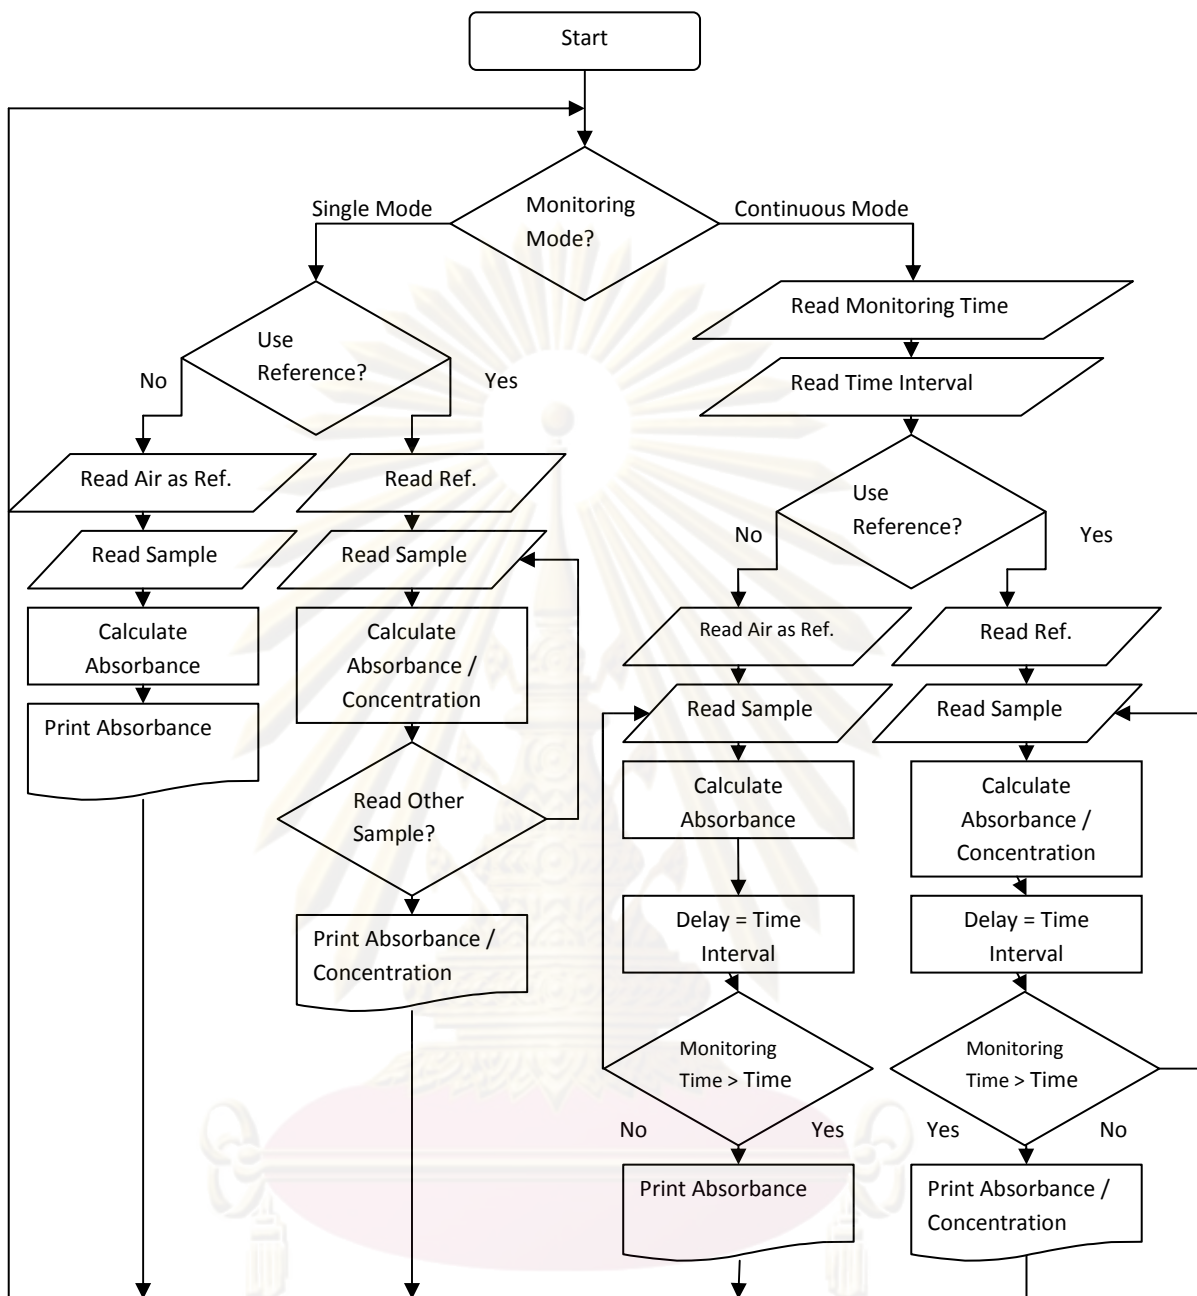 Start
Single Mode
Monitoring
Mode?
Continuous Mode
Use
Reference?
No
Yes
Read Air as Ref.
Read Sample
Calculate
Absorbance
Print Absorbance
Read Ref.
Read Sample
Calculate
Absorbance /
Concentration
Read Other
Sample?
Print Absorbance /
Concentration
Read Monitoring Time
Read Time Interval
Use
Reference?
No
Yes
Read Air as Ref.
Read Sample
Calculate
Absorbance
Delay = Time
Interval
Monitoring
Time > Time
No
Yes
Print Absorbance
Read Ref.
Read Sample
Calculate
Absorbance /
Concentration
Delay = Time
Interval
Monitoring
Time > Time
Yes
No
Print Absorbance /
Concentration